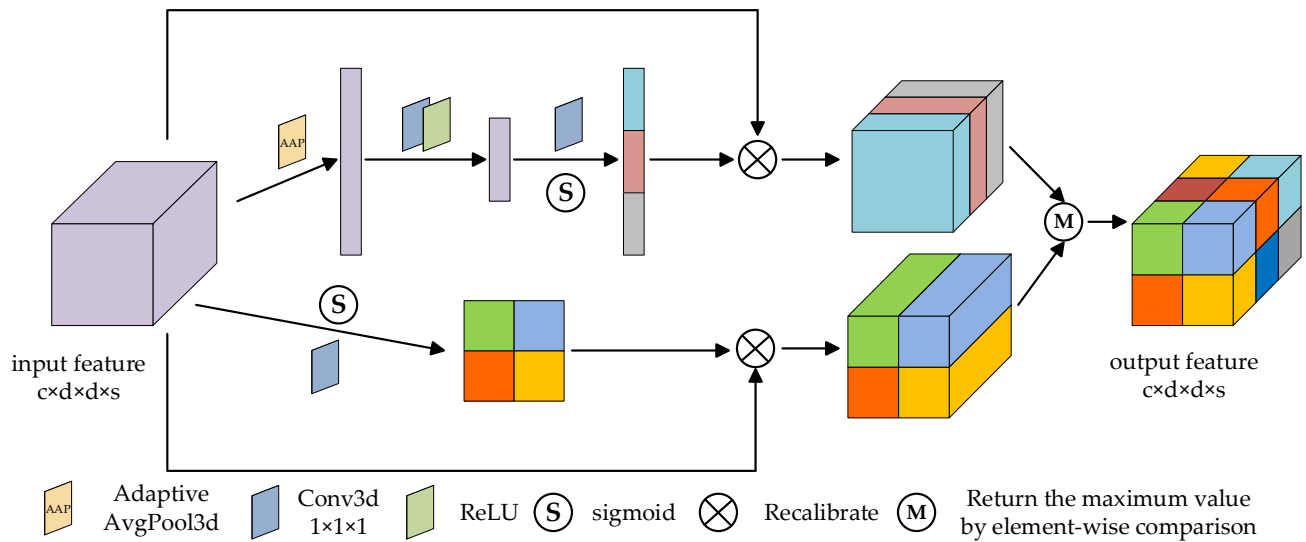 AAP
S
M
S
input feature
c×d×d×s
output feature
c×d×d×s
AAP
Adaptive
AvgPool3d
Conv3d
1×1×1
ReLU
S
sigmoid
Recalibrate
M
Return the maximum value
by element-wise comparison